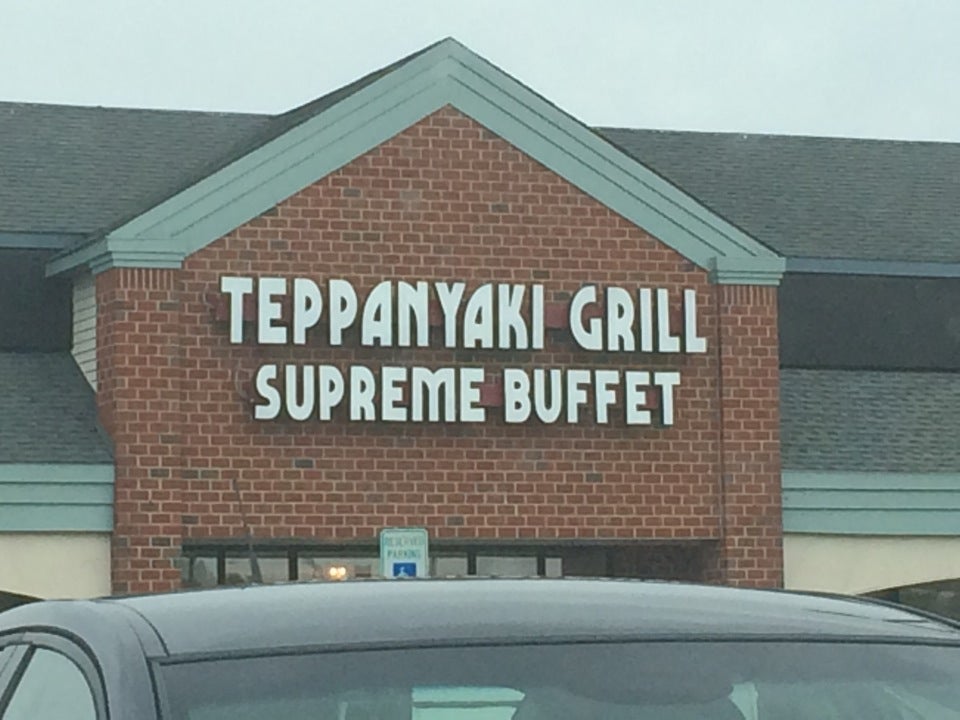 TEPPANYAKI GRILL
SUPREME BUFFET
RESERVED
PARKING